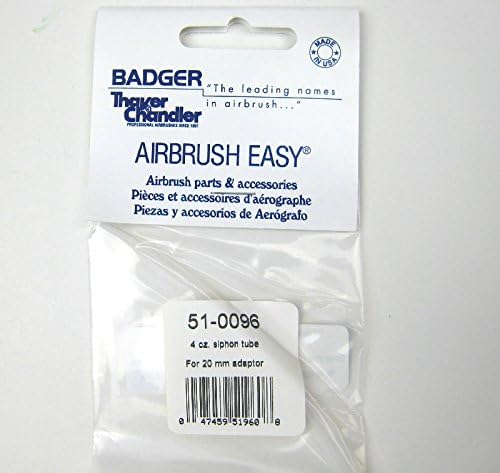 MADE
IN USA
BADGER
"The leading names
in airbrush..."
Thayer
& Chandler
PROFESSIONAL AIRBRUSHES SINCE 1891
AIRBRUSH EASY®
Airbrush parts & accessories
Pièces et accessoires d'aérographe
Piezas y accesorios de Aerógrafo
51-0096
4 oz. siphon tube
For 20 mm adaptor
0 47459 51960 8